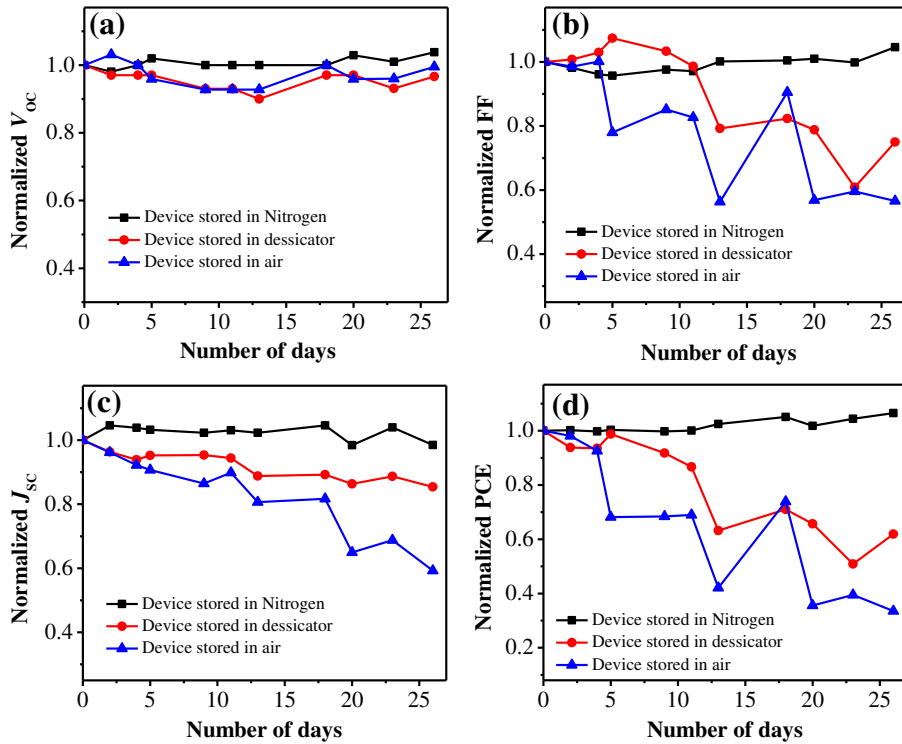 (a)
Normalized VOC
1.0
0.8
0.6
0.4
Device stored in Nitrogen
Device stored in dessicator
Device stored in air
0 5 10 15 20 25
Number of days
(b)
Normalized FF
1.0
0.8
0.6
0.4
Device stored in Nitrogen
Device stored in dessicator
Device stored in air
0 5 10 15 20 25
Number of days
(c)
Normalized JSC
1.0
0.8
0.6
0.4
Device stored in Nitrogen
Device stored in dessicator
Device stored in air
0 5 10 15 20 25
Number of days
(d)
Normalized PCE
1.0
0.8
0.6
0.4
0.2
Device stored in Nitrogen
Device stored in dessicator
Device stored in air
0 5 10 15 20 25
Number of days